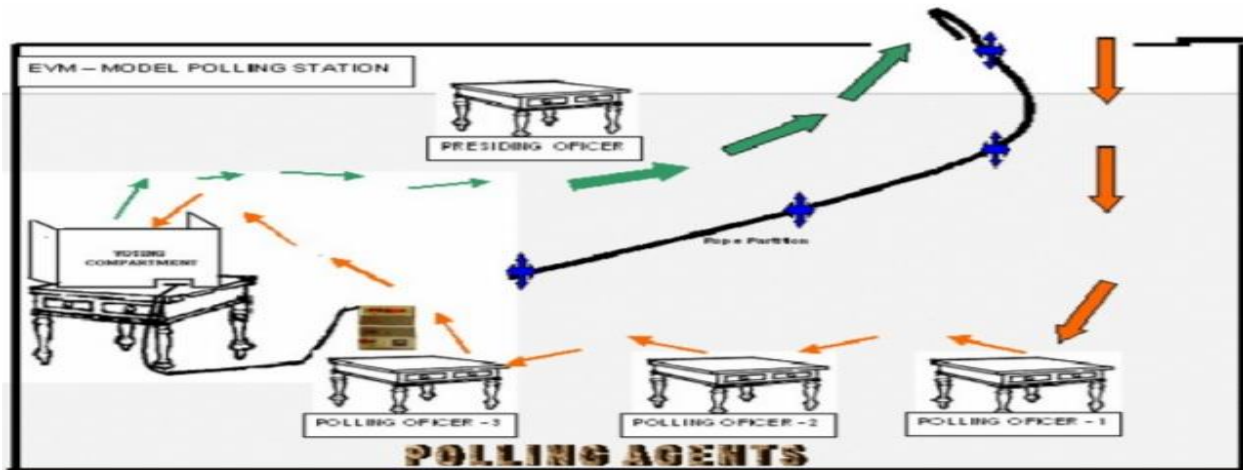 EVM – MODEL POLLING STATION
PRESIDING OFICER
VOTING
COMPARTMENT
Rope Partition
POLLING OFICER -3
POLLING OFICER -2
POLLING OFICER - 1
POLLING AGENTS